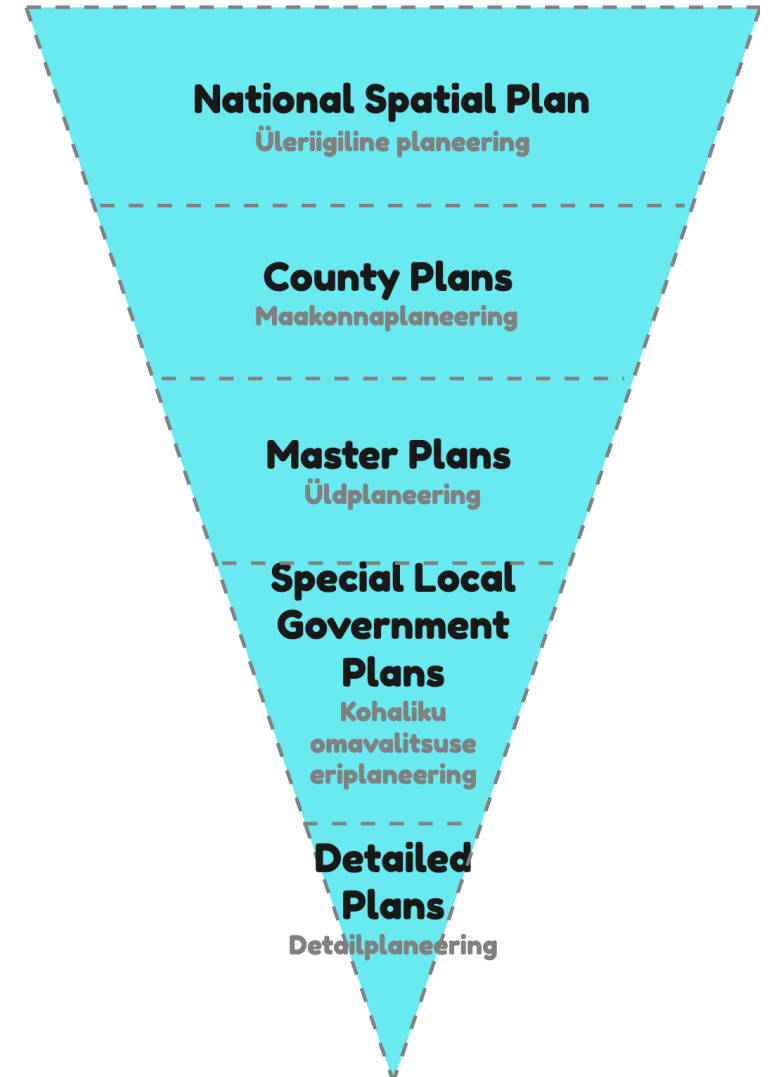 National Spatial Plan
Üleriigiline planeering
County Plans
Maakonnaplaneering
Master Plans
Üldplaneering
Special Local
Government
Plans
Kohaliku
omavalitsuse
eriplaneering
Detailed
Plans
Detailplaneering